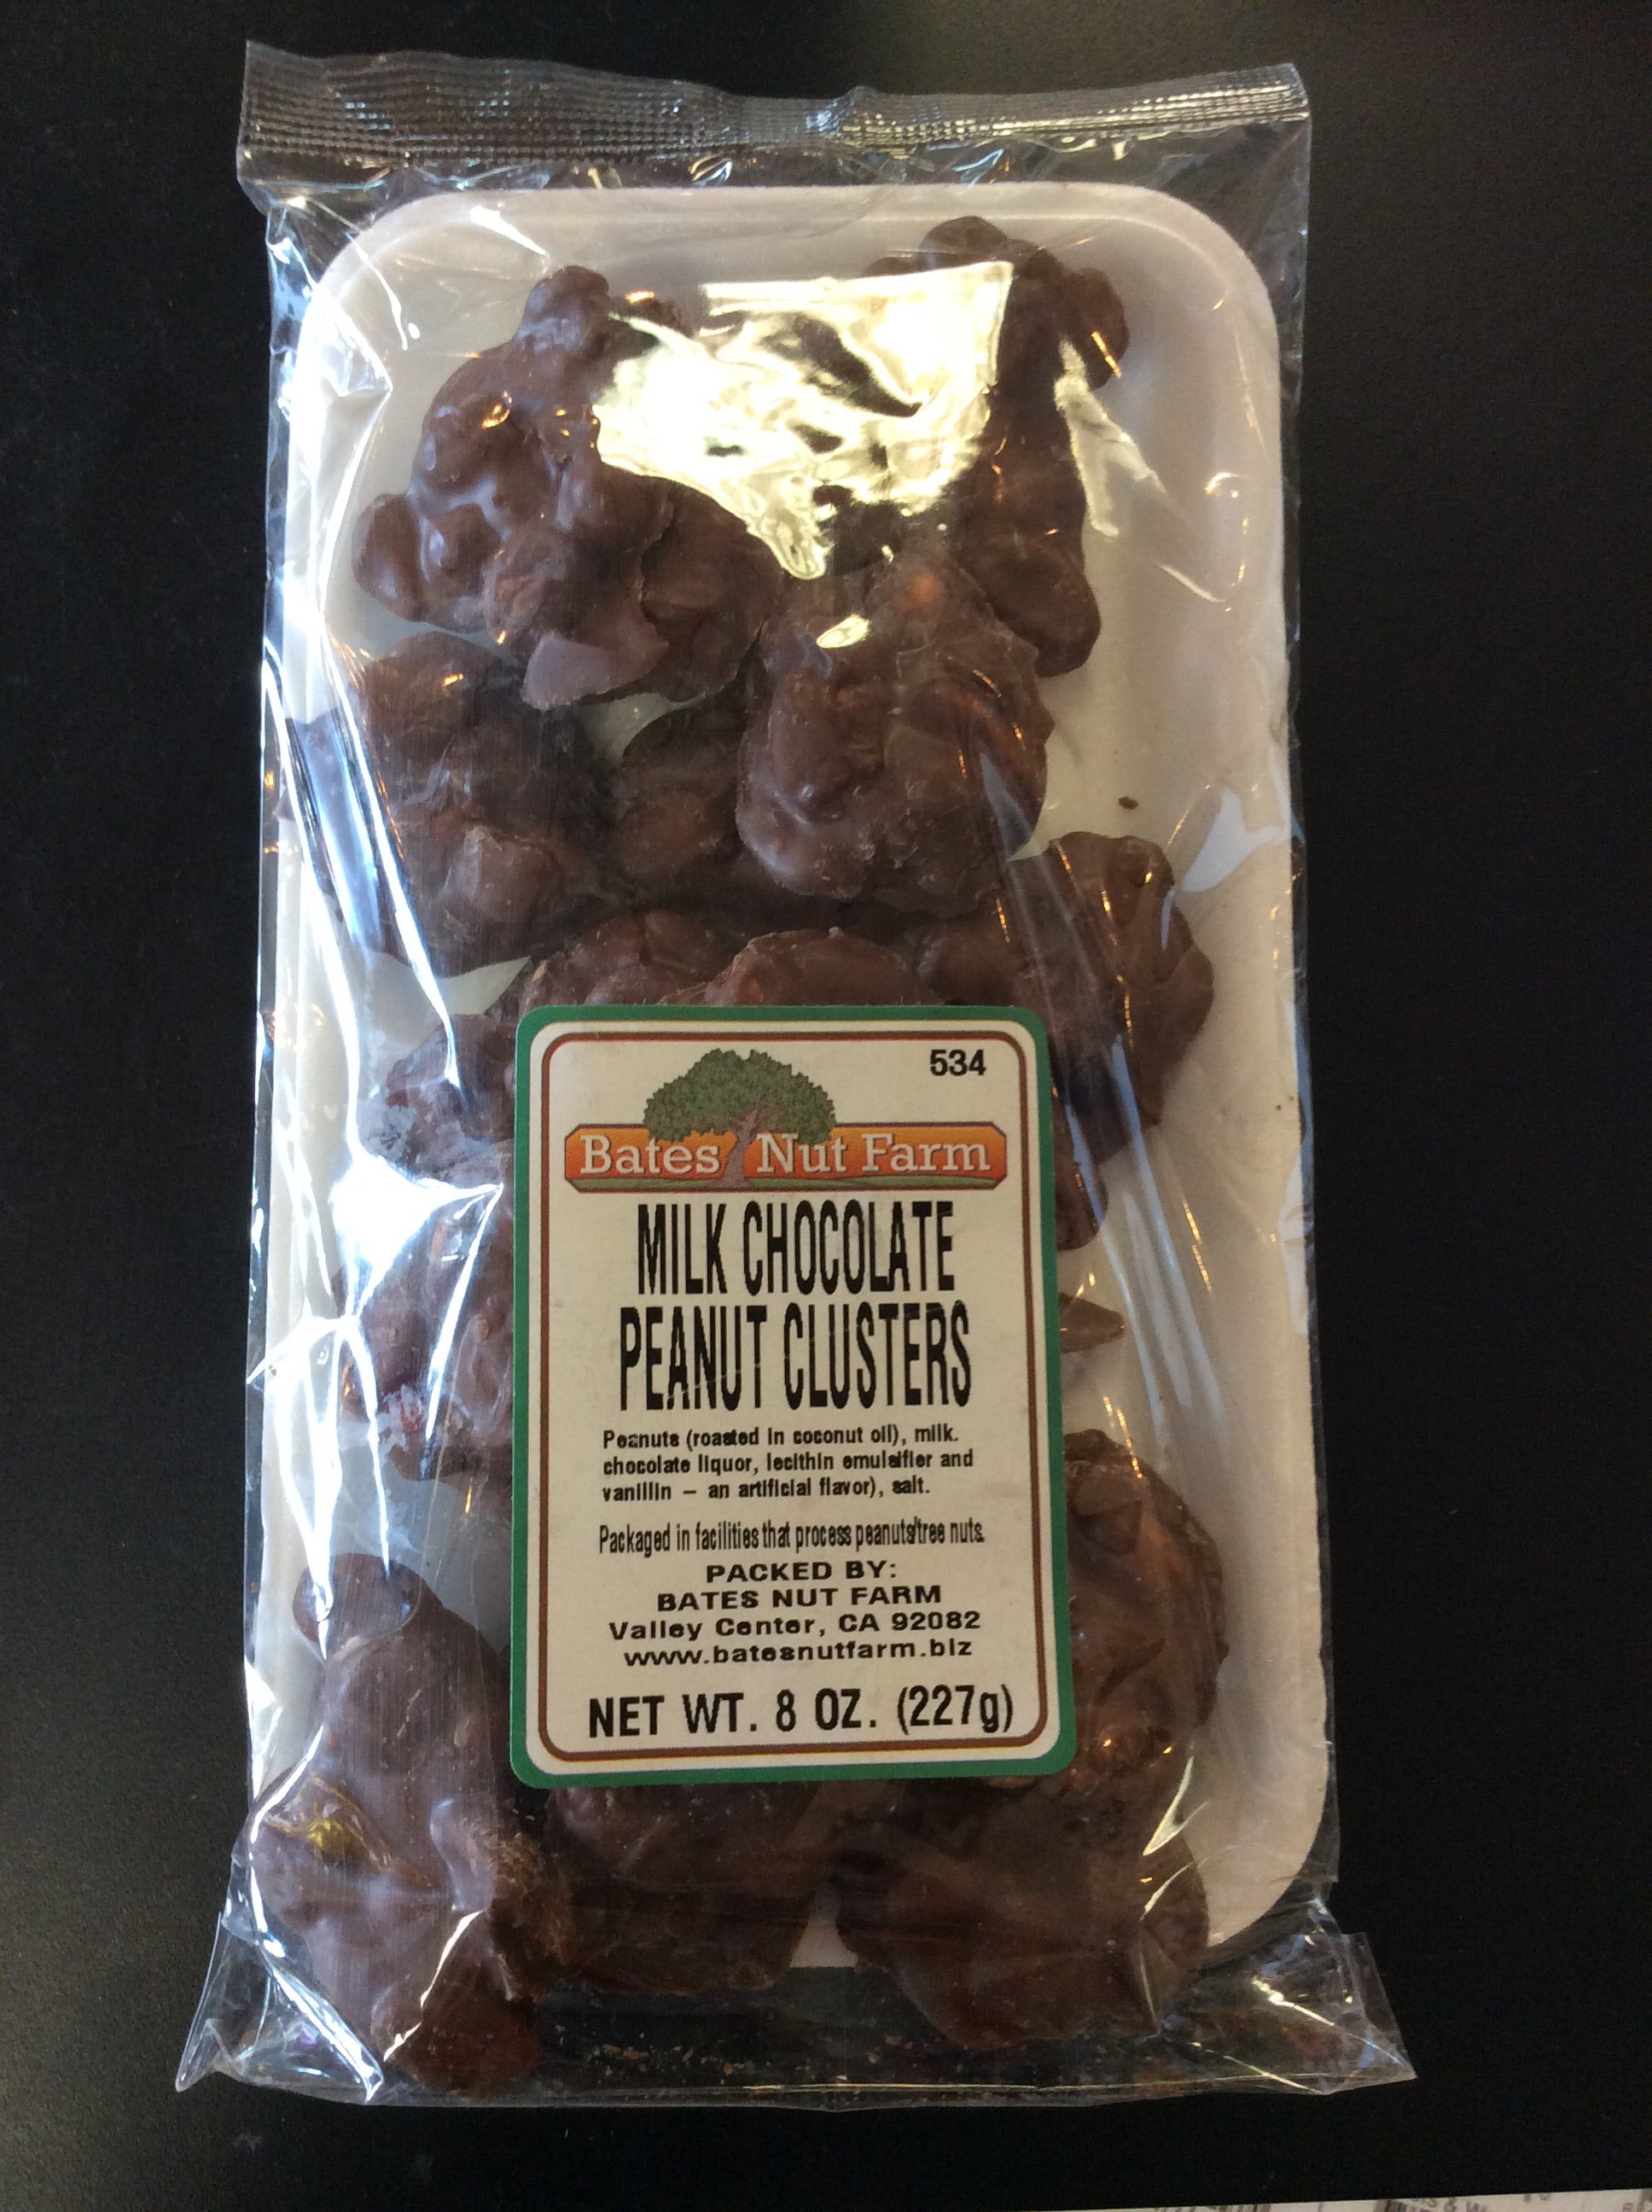 534
Bates Nut Farm
MILK CHOCOLATE
PEANUT CLUSTERS
Peanuts (roasted in coconut oil), milk.
chocolate liquor, lecithin emulsifier and
vanillin – an artificial flavor), salt.
Packaged in facilities that process peanuts/tree nuts.
PACKED BY:
BATES NUT FARM
Valley Center, CA 92082
www.batesnutfarm.biz
NET WT. 8 OZ. (227g)